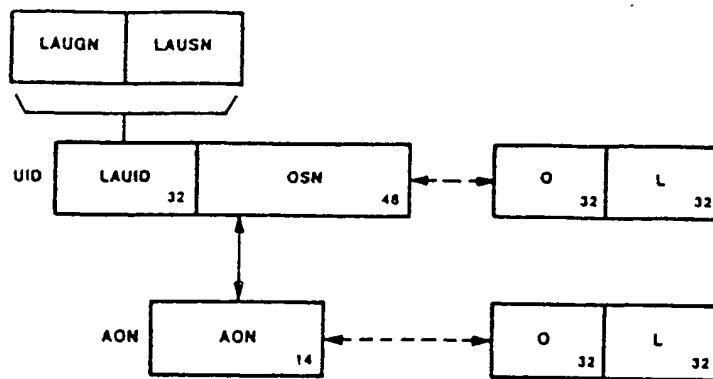 LAUGN LAUSN
UID LAUID 32 OSN 48 O 32 L 32
AON AON 14 O 32 L 32